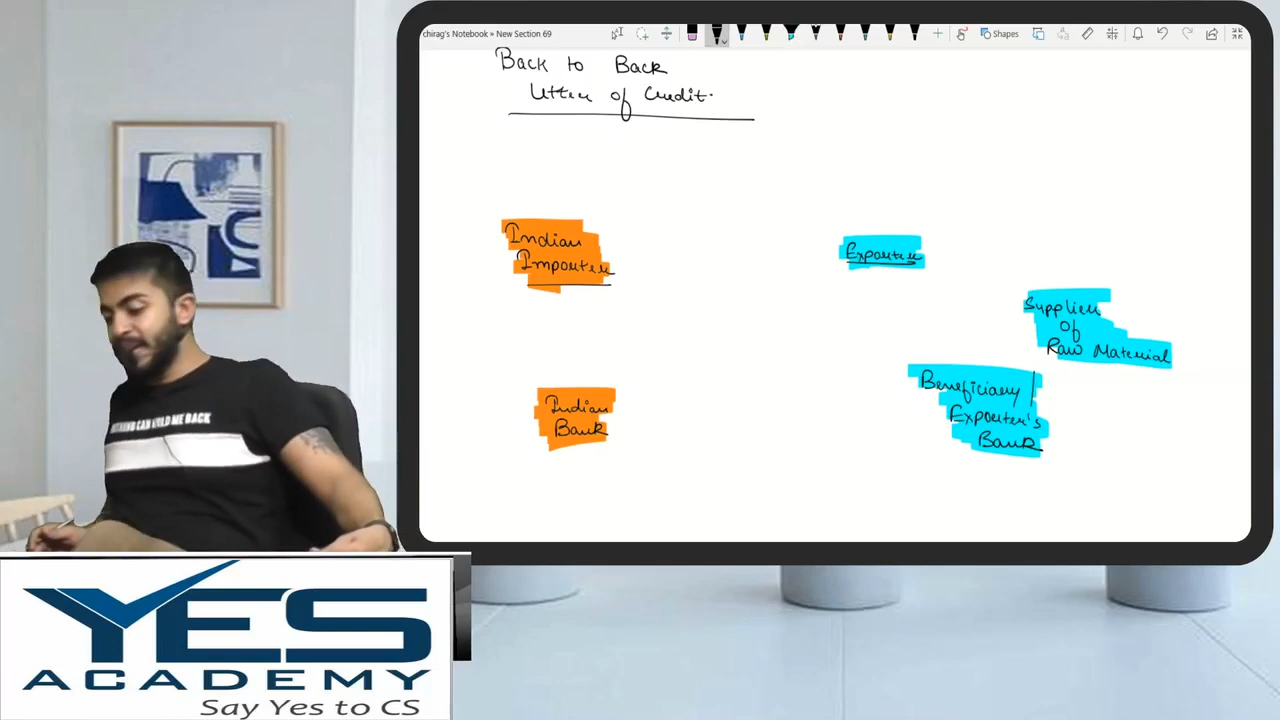 chirag's Notebook » New Section 69
Shapes
Back to Back
Letter of Credit.
Indian
Importer
Exporter
Supplier
of
Raw Material
Beneficiary /
Exporter's
Bank
Indian
Bank
NOTHING CAN HOLD ME BACK
YES
ACADEMY
Say Yes to CS